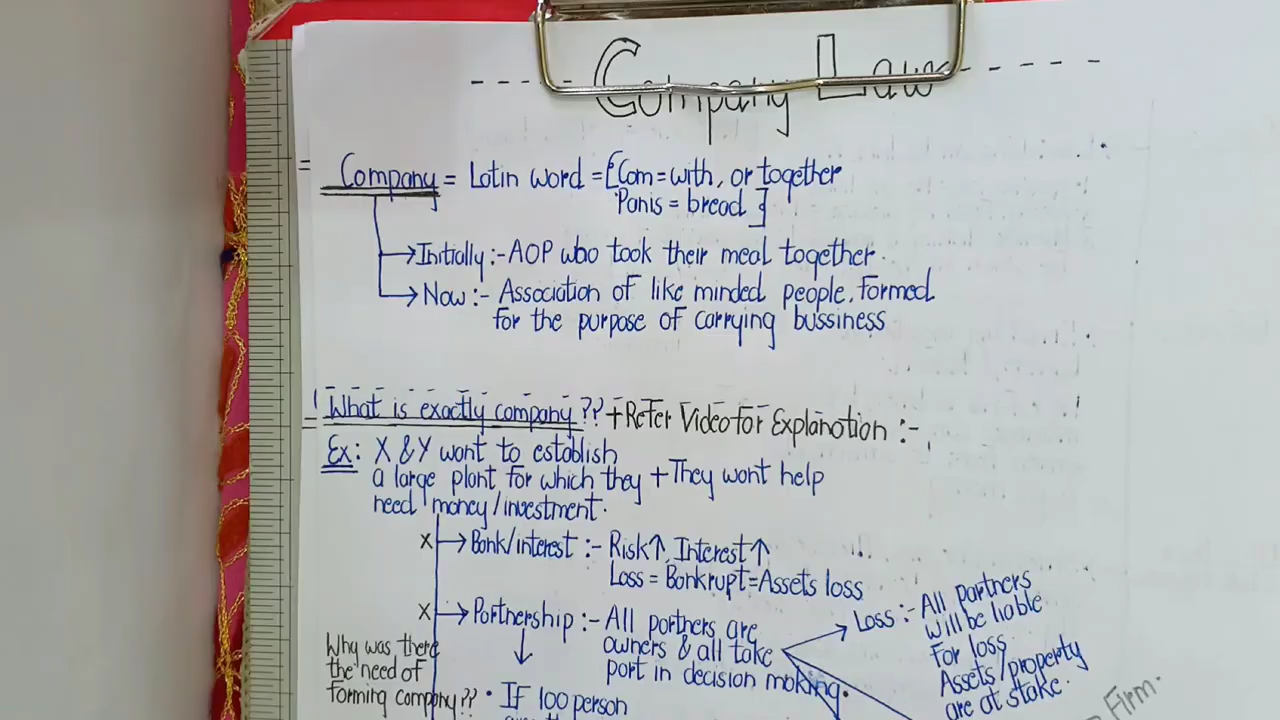 Company Law
Company = Latin word = [Com = with, or together
Panis = bread]
Initially :- AOP who took their meal together.
Now :- Association of like minded people, formed
for the purpose of carrying bussiness
What is exactly company ?? + Refer Video for Explanation :-
Ex: X & Y want to establish
a large plant for which they + They want help
need money/investment.
x → Bank/interest :- Risk↑, Interest↑
Loss = Bankrupt = Assets loss
x → Partnership :- All partners are
owners & all take
part in decision making.
Loss :- All partners
will be liable
For loss
Assets/property
are at stake.
Why was there
the need of
forming company??
• IF 100 person
Firm.